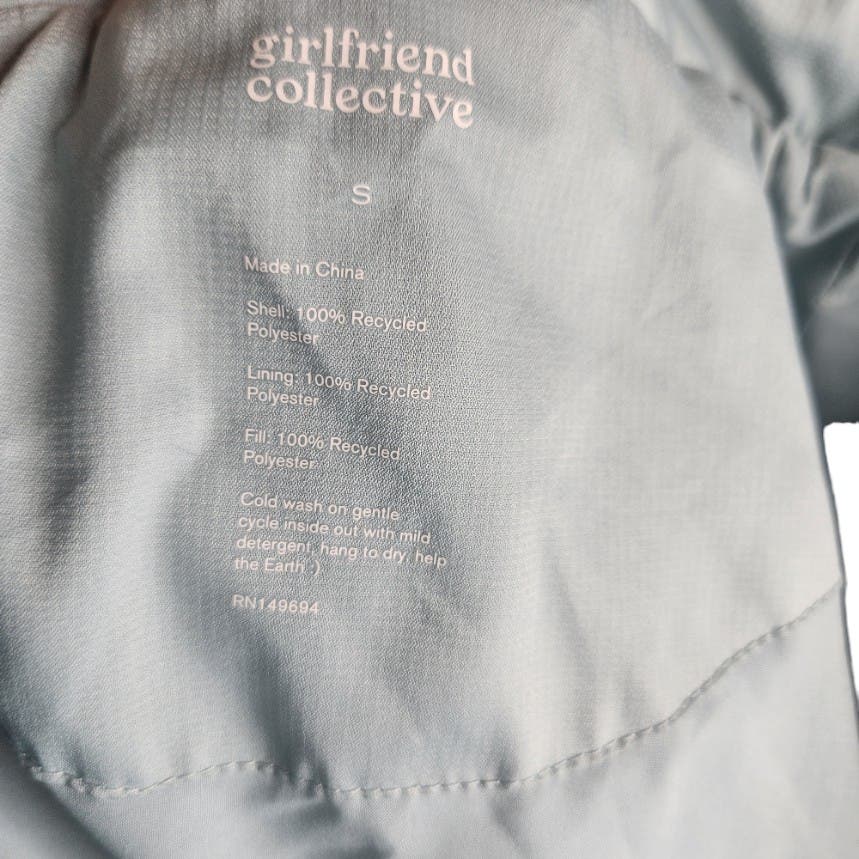 girlfriend
collective
S
Made in China
Shell: 100% Recycled
Polyester
Lining: 100% Recycled
Polyester
Fill: 100% Recycled
Polyester
Cold wash on gentle
cycle inside out with mild
detergent, hang to dry, help
the Earth :)
RN149694